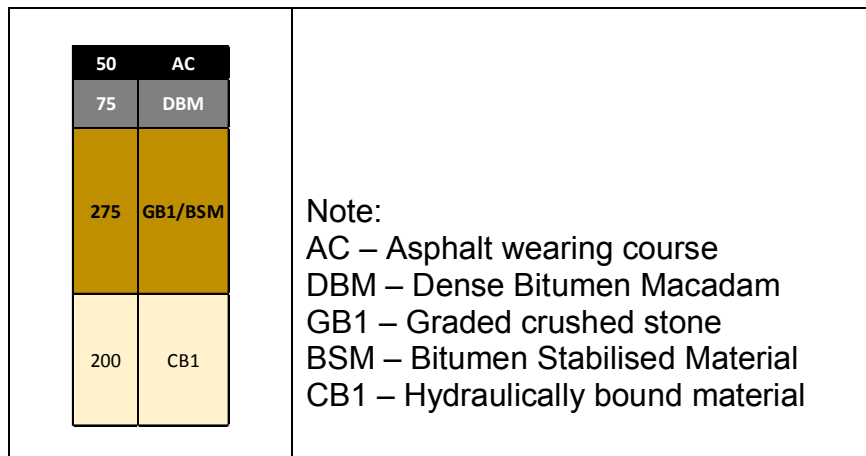 50 AC
75 DBM
275 GB1/BSM
200 CB1
Note:
AC – Asphalt wearing course
DBM – Dense Bitumen Macadam
GB1 – Graded crushed stone
BSM – Bitumen Stabilised Material
CB1 – Hydraulically bound material